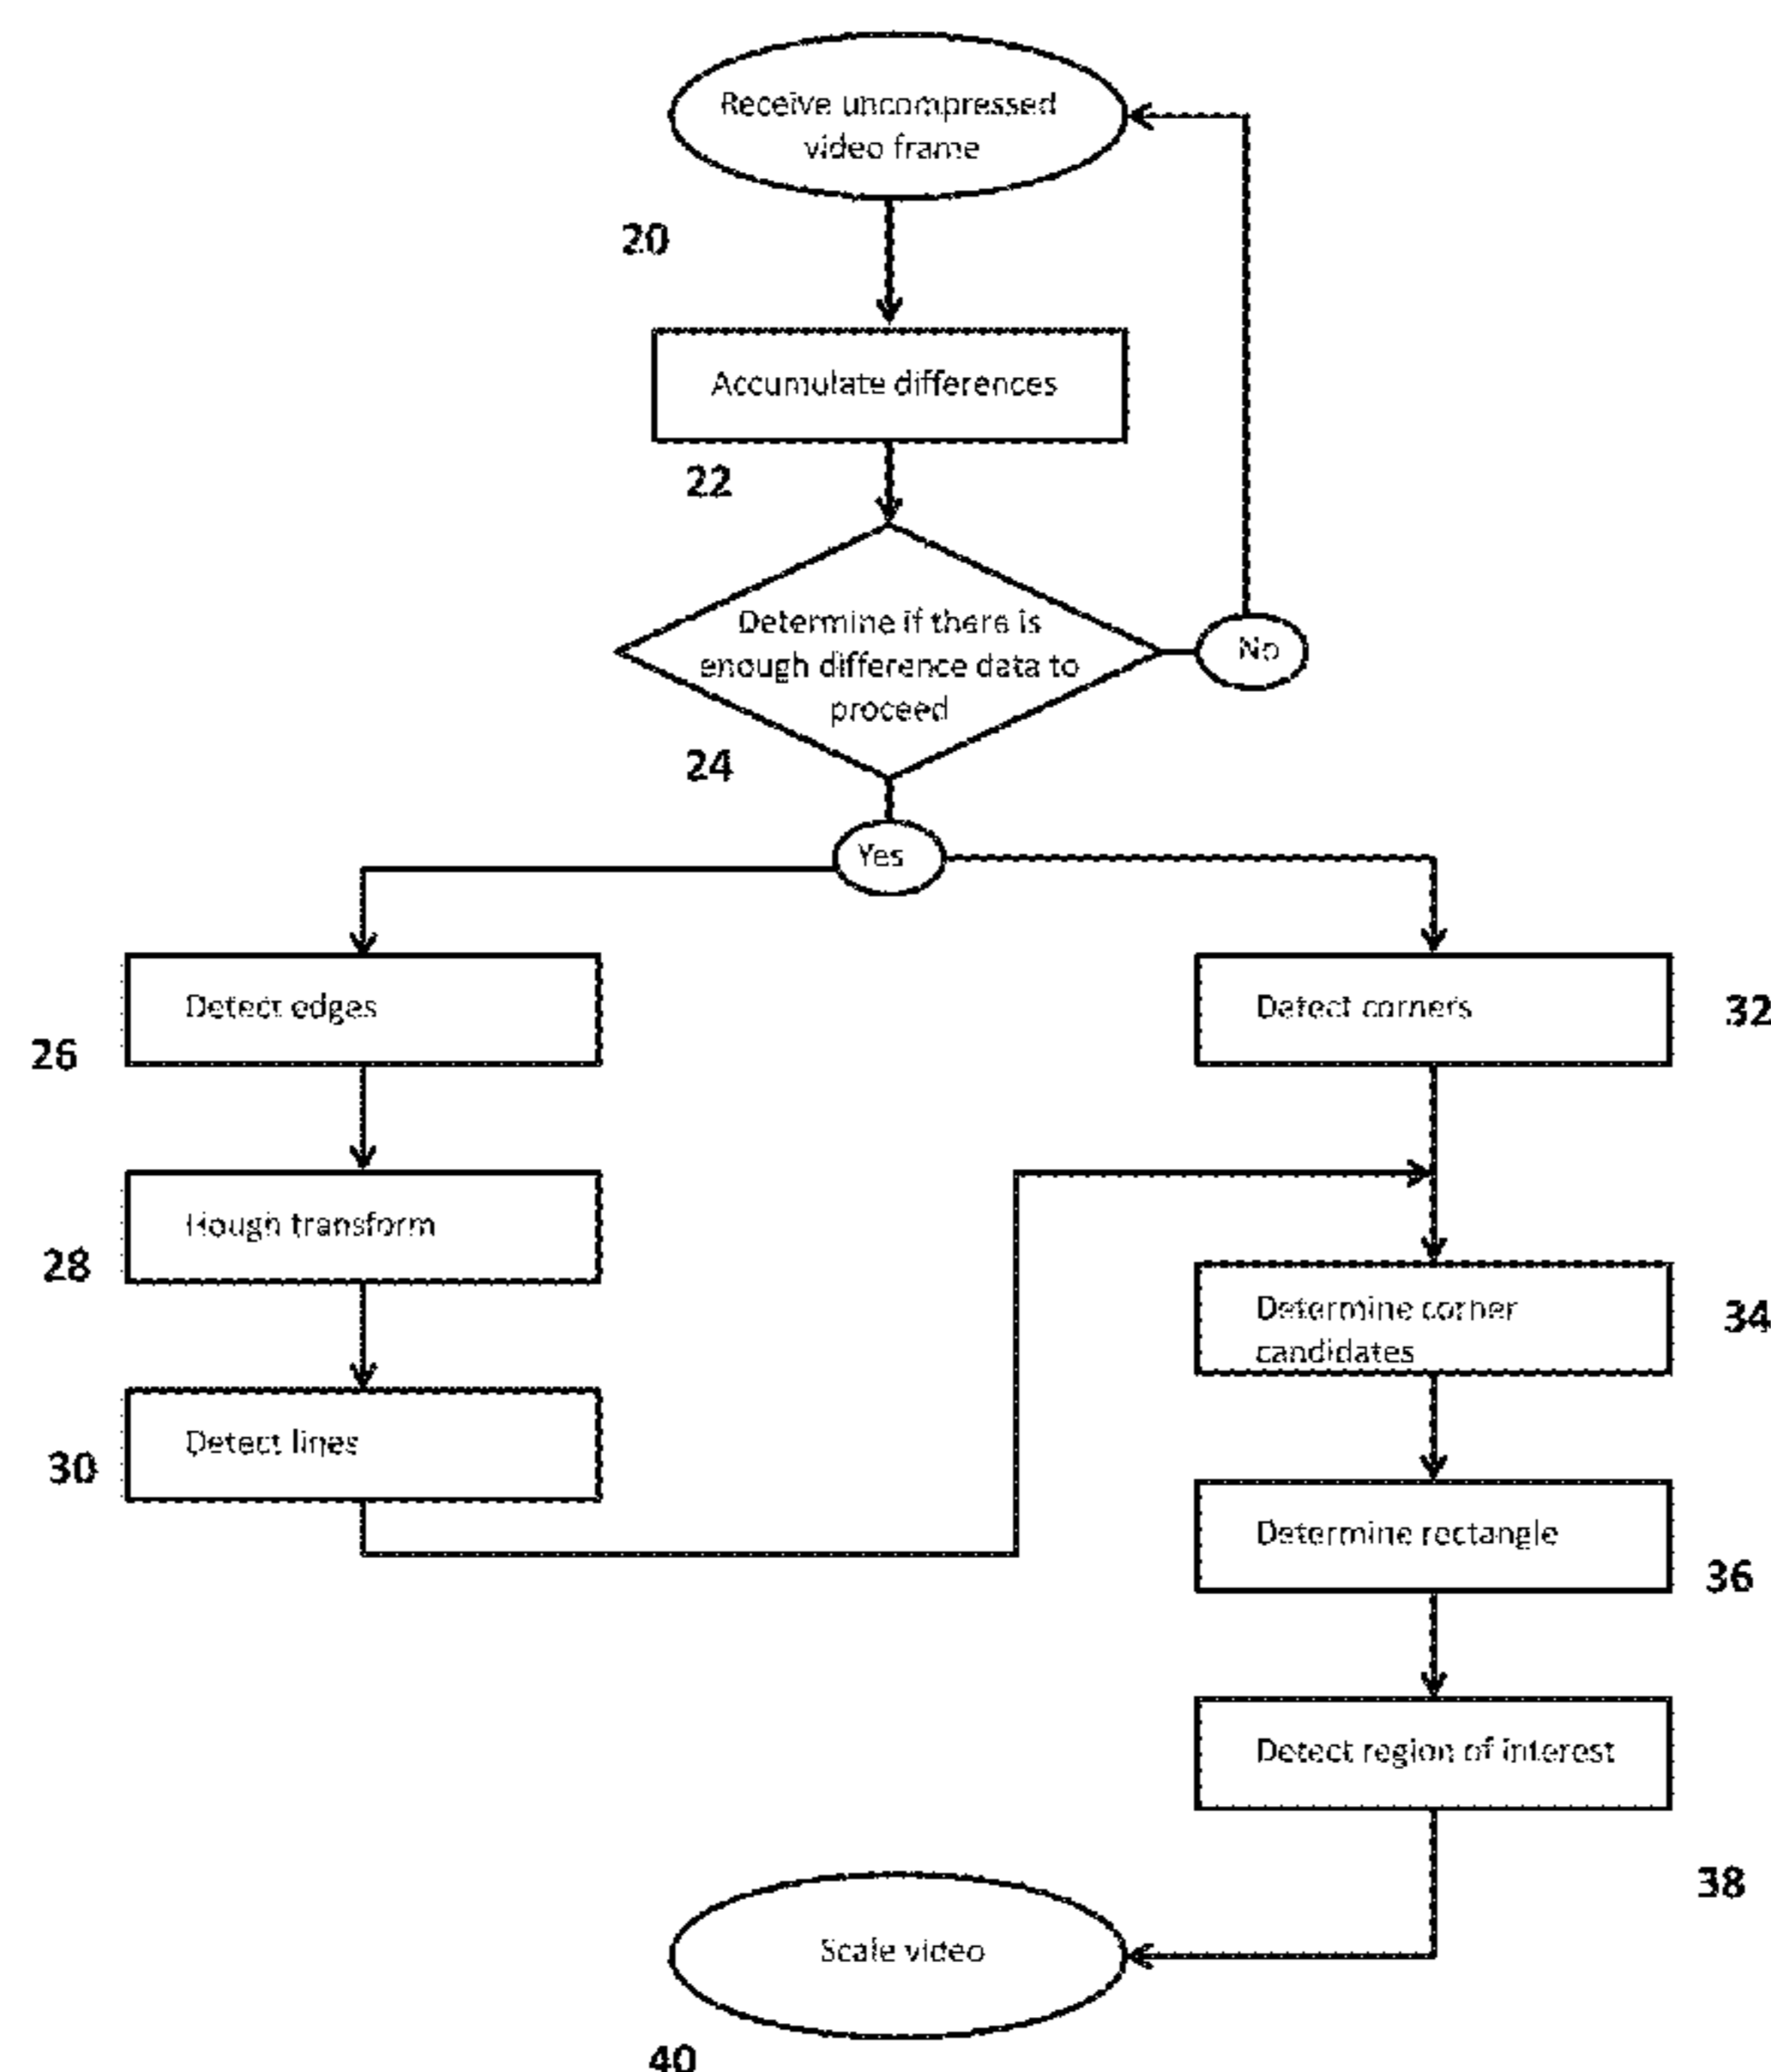 Receive uncompressed
video frame
20
Accumulate differences
22
Determine if there is
enough difference data to
proceed
No
24
Yes
Detect edges
26
Detect corners
32
Hough transform
28
Determine corner
candidates
34
Detect lines
30
Determine rectangle
36
Detect region of interest
38
Scale video
40